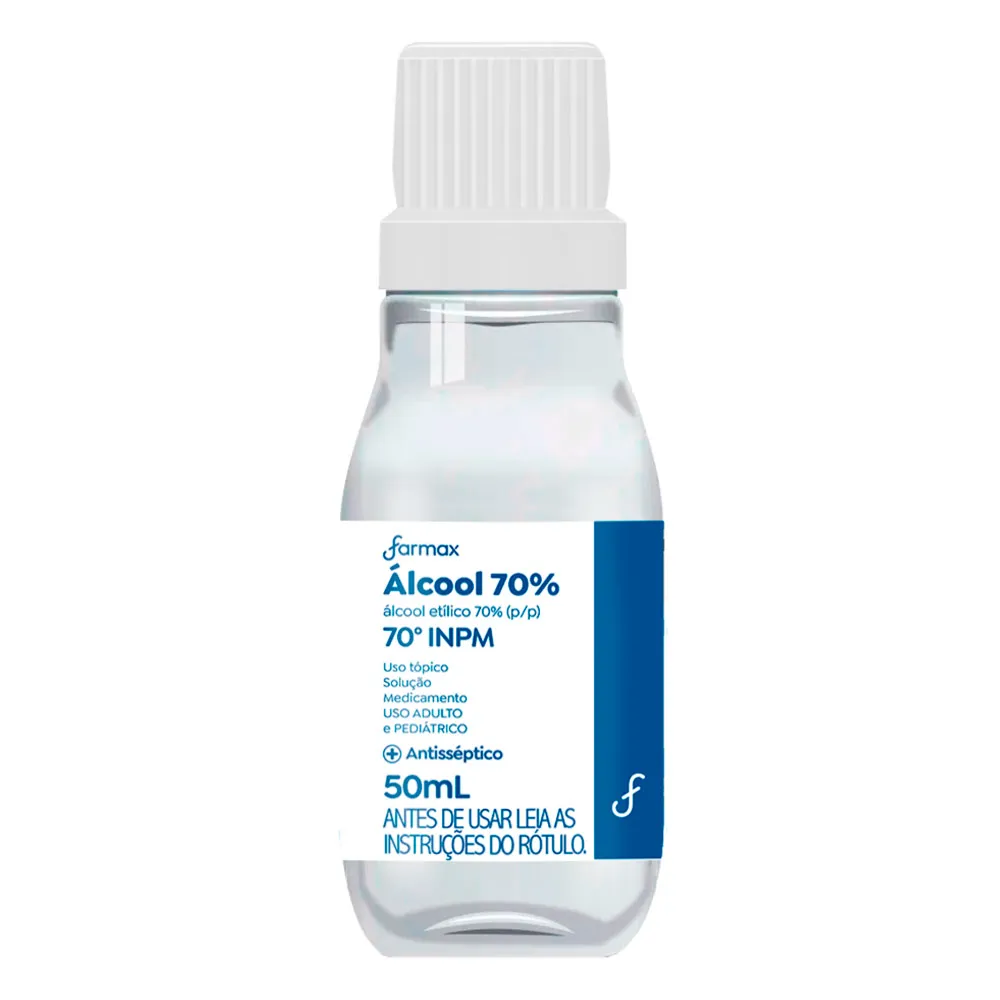 farmax
Álcool 70%
álcool etílico 70% (p/p)
70° INPM
Uso tópico
Solução
Medicamento
USO ADULTO
e PEDIÁTRICO
Antisséptico
50mL
ANTES DE USAR LEIA AS
INSTRUÇÕES DO RÓTULO.